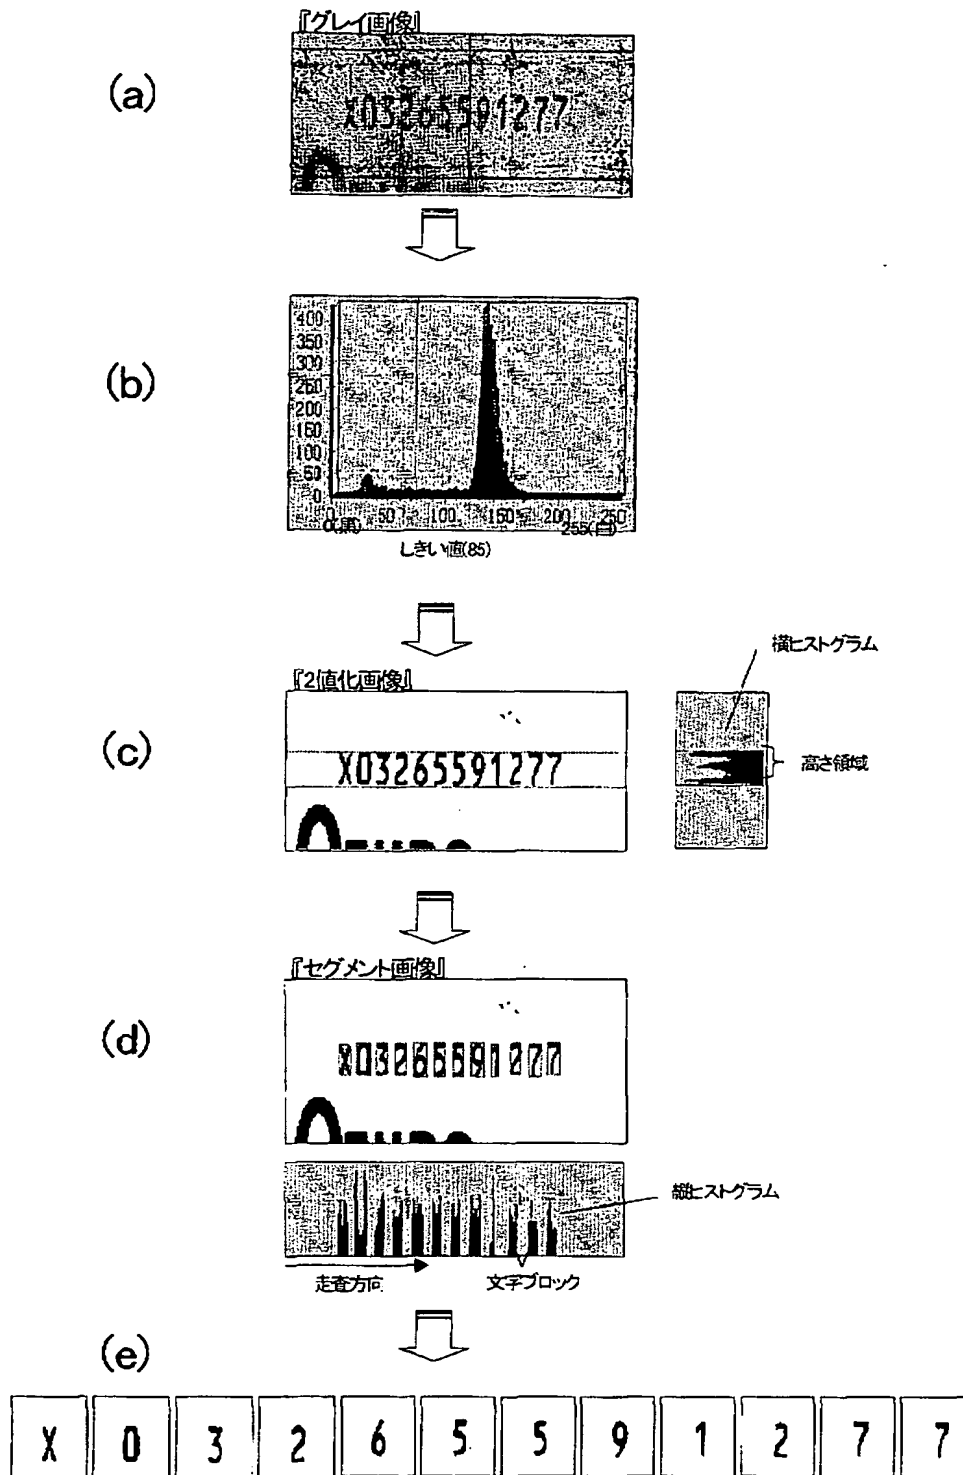 『グレイ画像』
(a)
X03265591277
(b)
400
350
300
250
200
150
100
50
0
0 50 100 150 200 250
0(黒) 255(白)
しきい値(85)
『2値化画像』
横ヒストグラム
(c)
X03265591277
高さ領域
『セグメント画像』
(d)
X03265591277
縦ヒストグラム
走査方向 文字ブロック
(e)
X 0 3 2 6 5 5 9 1 2 7 7